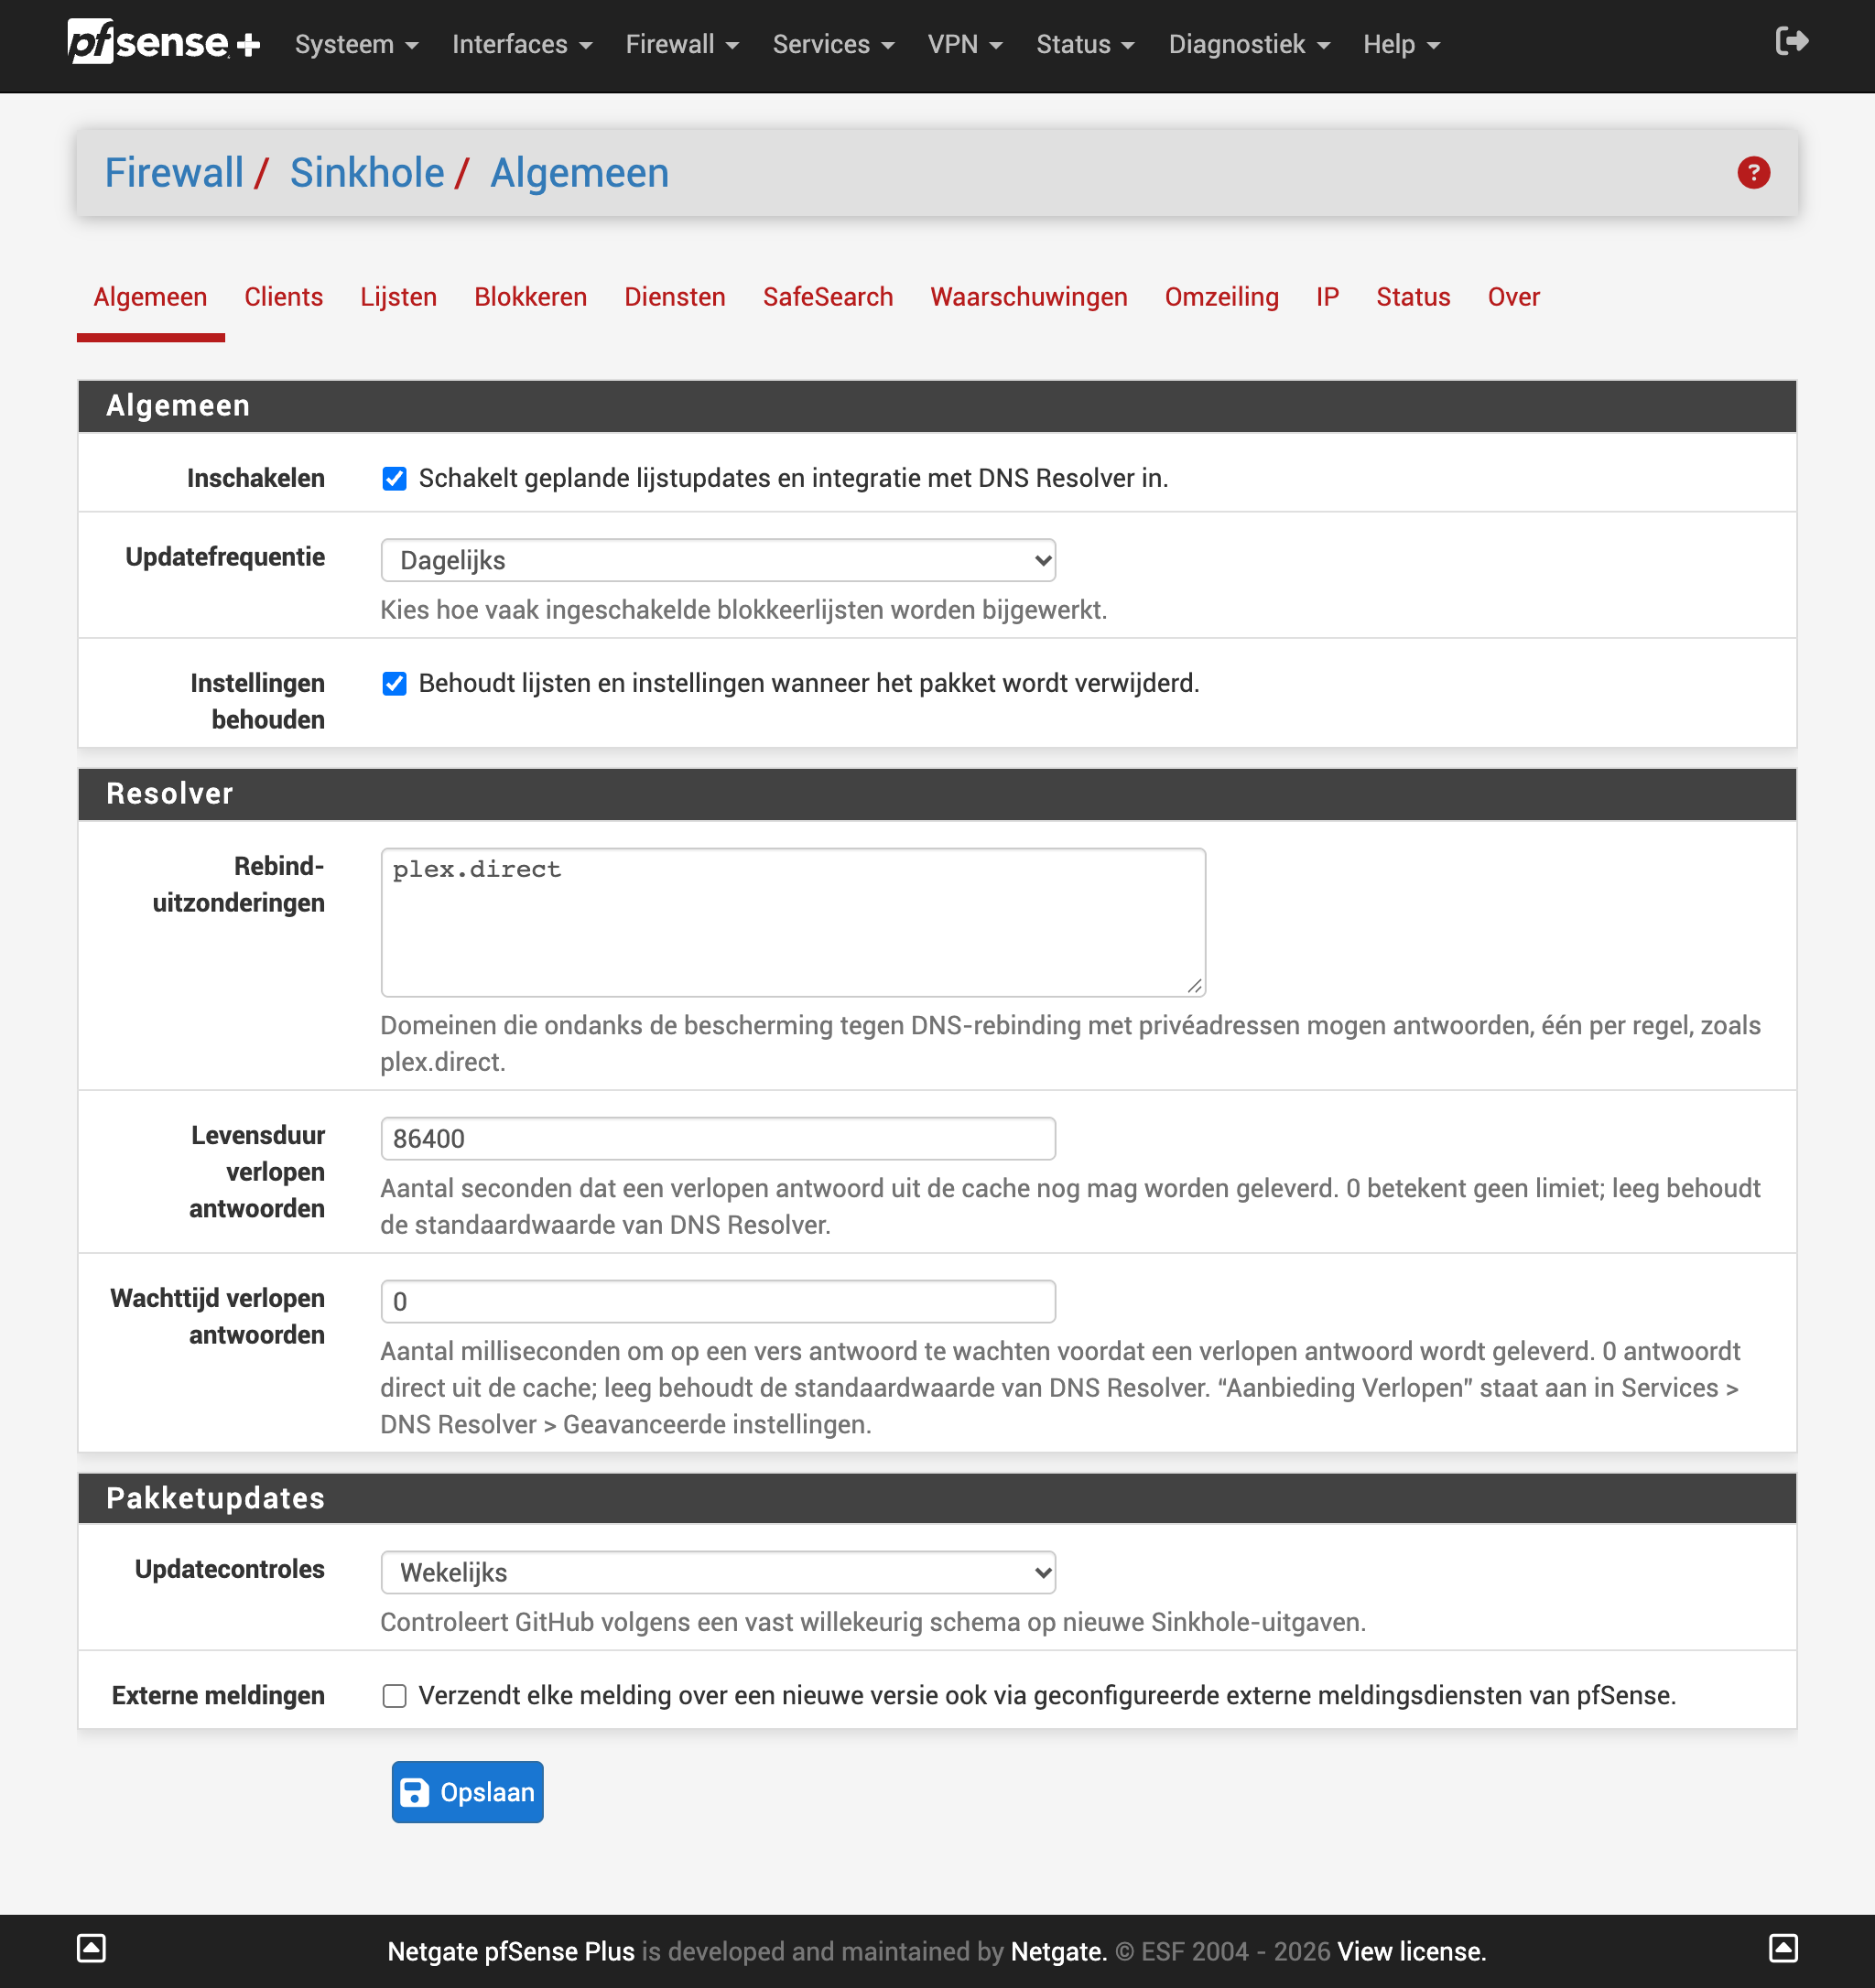 pfsense+ Systeem Interfaces Firewall Services VPN Status Diagnostiek Help
Firewall / Sinkhole / Algemeen ?
Algemeen Clients Lijsten Blokkeren Diensten SafeSearch Waarschuwingen Omzeiling IP Status Over
Algemeen
Inschakelen Schakelt geplande lijstupdates en integratie met DNS Resolver in.
Updatefrequentie Dagelijks
Kies hoe vaak ingeschakelde blokkeerlijsten worden bijgewerkt.
Instellingen Behoudt lijsten en instellingen wanneer het pakket wordt verwijderd.
behouden
Resolver
Rebind- plex.direct
uitzonderingen
Domeinen die ondanks de bescherming tegen DNS-rebinding met privéadressen mogen antwoorden, één per regel, zoals
plex.direct.
Levensduur 86400
verlopen
antwoorden
Aantal seconden dat een verlopen antwoord uit de cache nog mag worden geleverd. 0 betekent geen limiet; leeg behoudt
de standaardwaarde van DNS Resolver.
Wachttijd verlopen 0
antwoorden
Aantal milliseconden om op een vers antwoord te wachten voordat een verlopen antwoord wordt geleverd. 0 antwoordt
direct uit de cache; leeg behoudt de standaardwaarde van DNS Resolver. “Aanbieding Verlopen” staat aan in Services >
DNS Resolver > Geavanceerde instellingen.
Pakketupdates
Updatecontroles Wekelijks
Controleert GitHub volgens een vast willekeurig schema op nieuwe Sinkhole-uitgaven.
Externe meldingen Verzendt elke melding over een nieuwe versie ook via geconfigureerde externe meldingsdiensten van pfSense.
Opslaan
Netgate pfSense Plus is developed and maintained by Netgate. © ESF 2004 - 2026 View license.